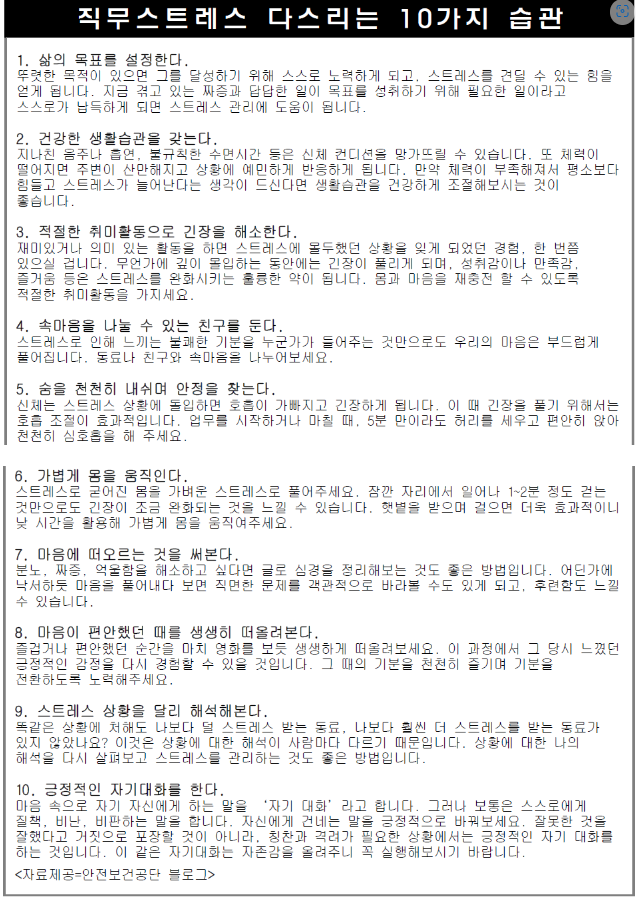 직무스트레스 다스리는 10가지 습관
1. 삶의 목표를 설정한다.
뚜렷한 목적이 있으면 그를 달성하기 위해 스스로 노력하게 되고, 스트레스를 견딜 수 있는 힘을
얻게 됩니다. 지금 겪고 있는 짜증과 답답한 일이 목표를 성취하기 위해 필요한 일이라고
스스로가 납득하게 되면 스트레스 관리에 도움이 됩니다.
2. 건강한 생활습관을 갖는다.
지나친 음주나 흡연, 불규칙한 수면시간 등은 신체 컨디션을 망가뜨릴 수 있습니다. 또 체력이
떨어지면 주변이 산만해지고 상황에 예민하게 반응하게 됩니다. 만약 체력이 부족해져서 평소보다
힘들고 스트레스가 늘어난다는 생각이 드신다면 생활습관을 건강하게 조절해보시는 것이
좋습니다.
3. 적절한 취미활동으로 긴장을 해소한다.
재미있거나 의미 있는 활동을 하면 스트레스에 몰두했던 상황을 잊게 되었던 경험, 한 번쯤
있으실 겁니다. 무언가에 깊이 몰입하는 동안에는 긴장이 풀리게 되며, 성취감이나 만족감,
즐거움 등은 스트레스를 완화시키는 훌륭한 약이 됩니다. 몸과 마음을 재충전 할 수 있도록
적절한 취미활동을 가지세요.
4. 속마음을 나눌 수 있는 친구를 둔다.
스트레스로 인해 느끼는 불쾌한 기분을 누군가가 들어주는 것만으로도 우리의 마음은 부드럽게
풀어집니다. 동료나 친구와 속마음을 나누어보세요.
5. 숨을 천천히 내쉬며 안정을 찾는다.
신체는 스트레스 상황에 돌입하면 호흡이 가빠지고 긴장하게 됩니다. 이 때 긴장을 풀기 위해서는
호흡 조절이 효과적입니다. 업무를 시작하거나 마칠 때, 5분 만이라도 허리를 세우고 편안히 앉아
천천히 심호흡을 해 주세요.
6. 가볍게 몸을 움직인다.
스트레스로 굳어진 몸을 가벼운 스트레스로 풀어주세요. 잠깐 자리에서 일어나 1~2분 정도 걷는
것만으로도 긴장이 조금 완화되는 것을 느낄 수 있습니다. 햇볕을 받으며 걸으면 더욱 효과적이니
낮 시간을 활용해 가볍게 몸을 움직여주세요.
7. 마음에 떠오르는 것을 써본다.
분노, 짜증, 억울함을 해소하고 싶다면 글로 심경을 정리해보는 것도 좋은 방법입니다. 어딘가에
낙서하듯 마음을 풀어내다 보면 직면한 문제를 객관적으로 바라볼 수도 있게 되고, 후련함도 느낄
수 있습니다.
8. 마음이 편안했던 때를 생생히 떠올려본다.
즐겁거나 편안했던 순간을 마치 영화를 보듯 생생하게 떠올려보세요. 이 과정에서 그 당시 느꼈던
긍정적인 감정을 다시 경험할 수 있을 것입니다. 그 때의 기분을 천천히 즐기며 기분을
전환하도록 노력해주세요.
9. 스트레스 상황을 달리 해석해본다.
똑같은 상황에 처해도 나보다 덜 스트레스 받는 동료, 나보다 훨씬 더 스트레스를 받는 동료가
있지 않았나요? 이것은 상황에 대한 해석이 사람마다 다르기 때문입니다. 상황에 대한 나의
해석을 다시 살펴보고 스트레스를 관리하는 것도 좋은 방법입니다.
10. 긍정적인 자기대화를 한다.
마음 속으로 자기 자신에게 하는 말을 ‘자기 대화’라고 합니다. 그러나 보통은 스스로에게
질책, 비난, 비판하는 말을 합니다. 자신에게 건네는 말을 긍정적으로 바꿔보세요. 잘못한 것을
잘했다고 거짓으로 포장할 것이 아니라, 칭찬과 격려가 필요한 상황에서는 긍정적인 자기 대화를
하는 것입니다. 이 같은 자기대화는 자존감을 올려주니 꼭 실행해보시기 바랍니다.
<자료제공=안전보건공단 블로그>